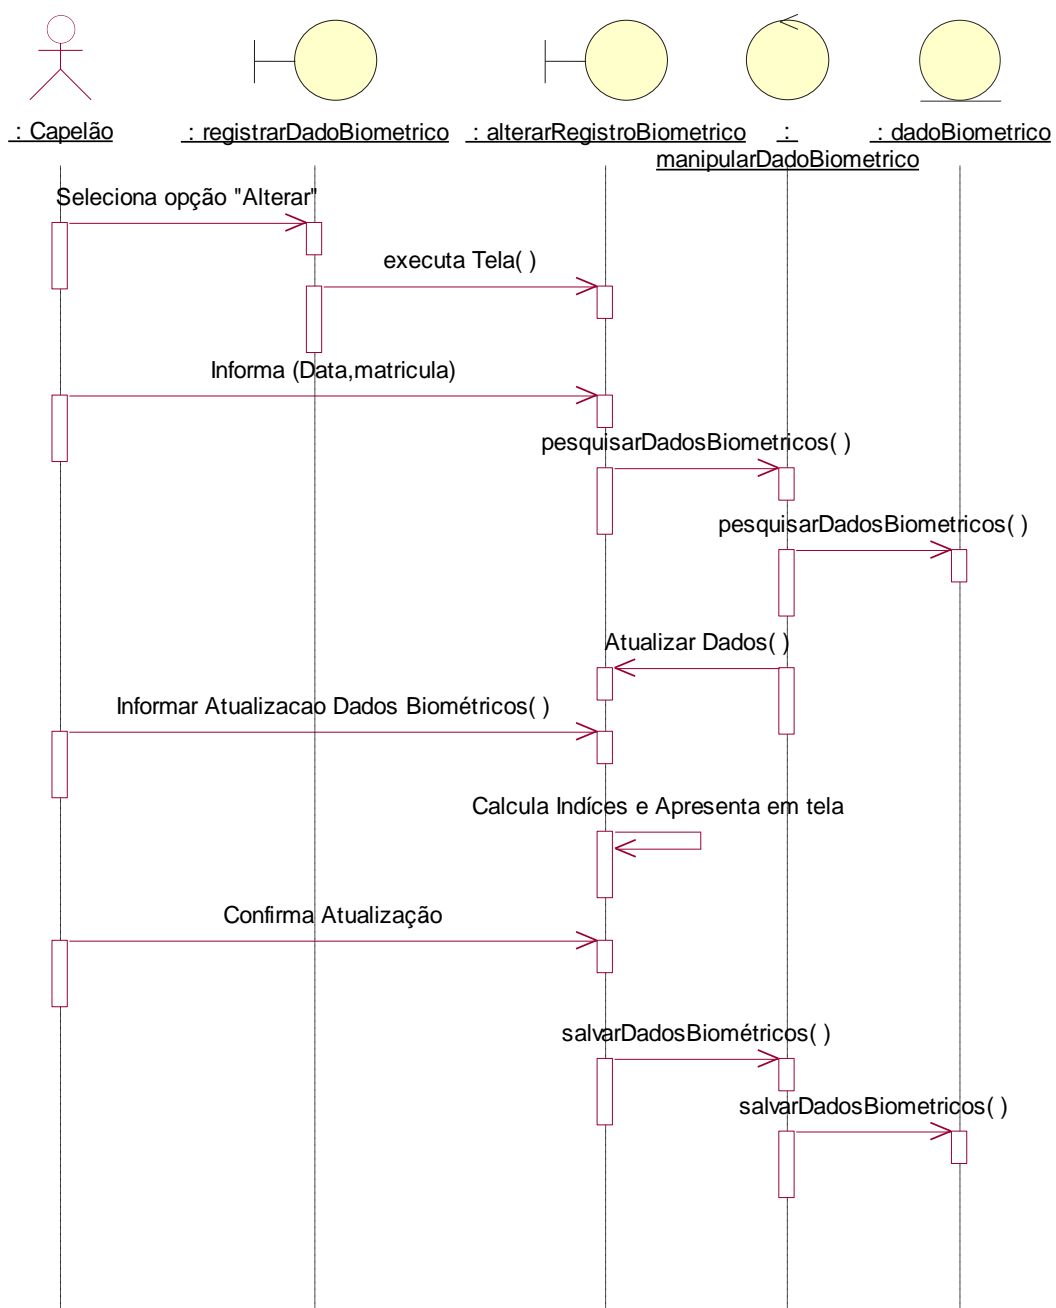 : Capelão
: registrarDadoBiometrico
: alterarRegistroBiometrico
:
manipularDadoBiometrico
: dadoBiometrico
Seleciona opção "Alterar"
executa Tela( )
Informa (Data,matricula)
pesquisarDadosBiometricos( )
pesquisarDadosBiometricos( )
Atualizar Dados( )
Informar Atualizacao Dados Biométricos( )
Calcula Indíces e Apresenta em tela
Confirma Atualização
salvarDadosBiométricos( )
salvarDadosBiometricos( )